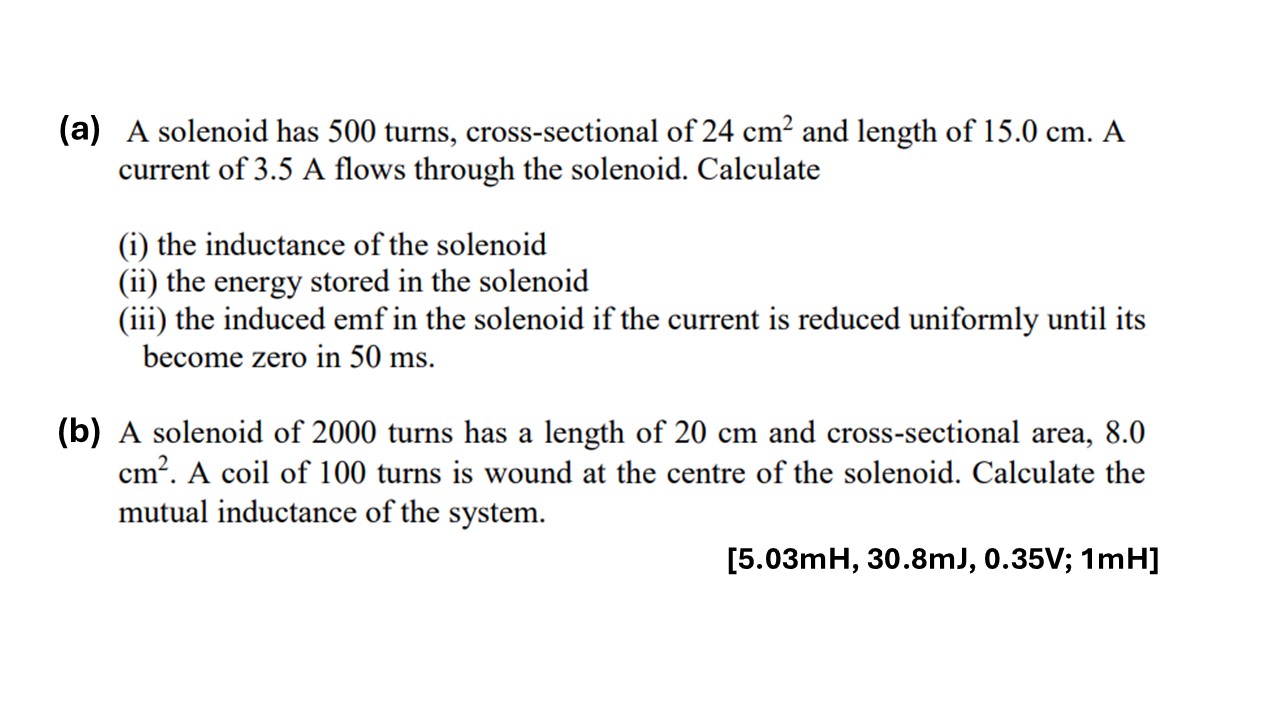 (a) A solenoid has 500 turns, cross-sectional of 24 cm² and length of 15.0 cm. A
current of 3.5 A flows through the solenoid. Calculate
(i) the inductance of the solenoid
(ii) the energy stored in the solenoid
(iii) the induced emf in the solenoid if the current is reduced uniformly until its
become zero in 50 ms.
(b) A solenoid of 2000 turns has a length of 20 cm and cross-sectional area, 8.0
cm². A coil of 100 turns is wound at the centre of the solenoid. Calculate the
mutual inductance of the system.
[5.03mH, 30.8mJ, 0.35V; 1mH]